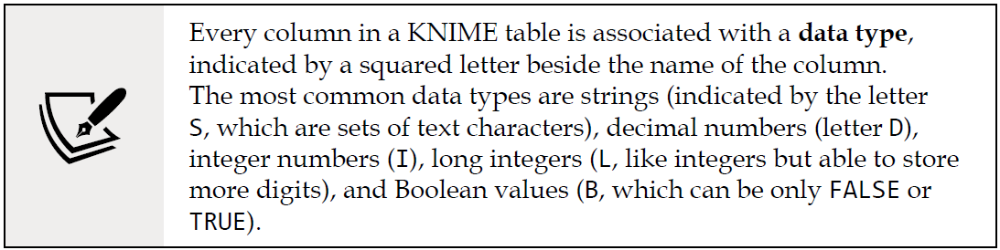 Every column in a KNIME table is associated with a data type,
indicated by a squared letter beside the name of the column.
The most common data types are strings (indicated by the letter
S, which are sets of text characters), decimal numbers (letter D),
integer numbers (I), long integers (L, like integers but able to store
more digits), and Boolean values (B, which can be only FALSE or
TRUE).